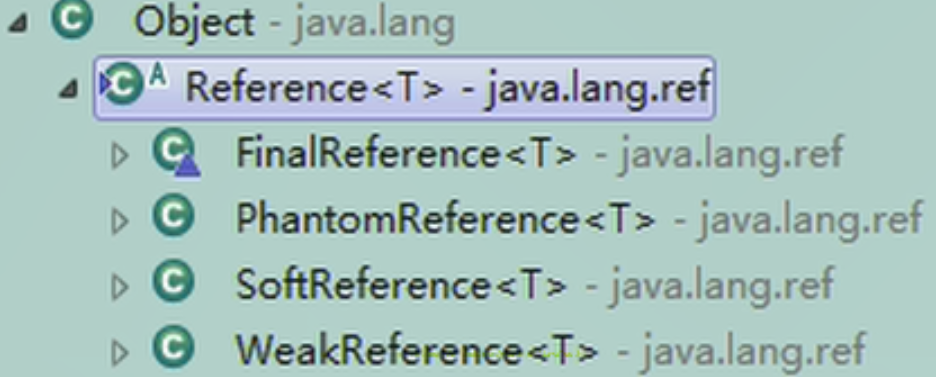 Object - java.lang
A Reference<T> - java.lang.ref
FinalReference<T> - java.lang.ref
PhantomReference<T> - java.lang.ref
SoftReference<T> - java.lang.ref
WeakReference<T> - java.lang.ref